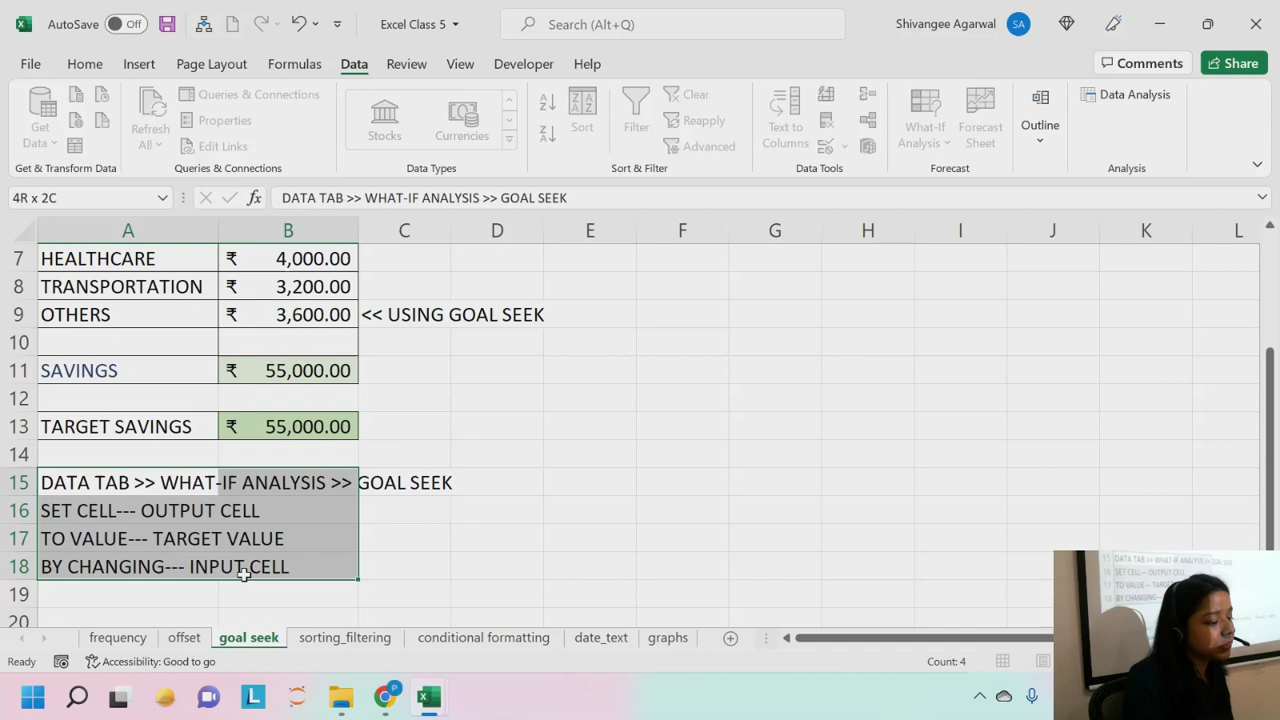 AutoSave Off Excel Class 5 Search (Alt+Q) Shivangee Agarwal SA
File Home Insert Page Layout Formulas Data Review View Developer Help Comments Share
Get Data
Refresh All
Queries & Connections
Properties
Edit Links
Stocks
Currencies
Sort
Filter
Clear
Reapply
Advanced
Text to Columns
What-If Analysis
Forecast Sheet
Outline
Data Analysis
Get & Transform Data Queries & Connections Data Types Sort & Filter Data Tools Forecast Analysis
4R x 2C fx DATA TAB >> WHAT-IF ANALYSIS >> GOAL SEEK
A B C D E F G H I J K L
7 HEALTHCARE ₹ 4,000.00
8 TRANSPORTATION ₹ 3,200.00
9 OTHERS ₹ 3,600.00 << USING GOAL SEEK
10
11 SAVINGS ₹ 55,000.00
12
13 TARGET SAVINGS ₹ 55,000.00
14
15 DATA TAB >> WHAT-IF ANALYSIS >> GOAL SEEK
16 SET CELL--- OUTPUT CELL
17 TO VALUE--- TARGET VALUE
18 BY CHANGING--- INPUT CELL
19
20
frequency offset goal seek sorting_filtering conditional formatting date_text graphs
Ready Accessibility: Good to go Count: 4